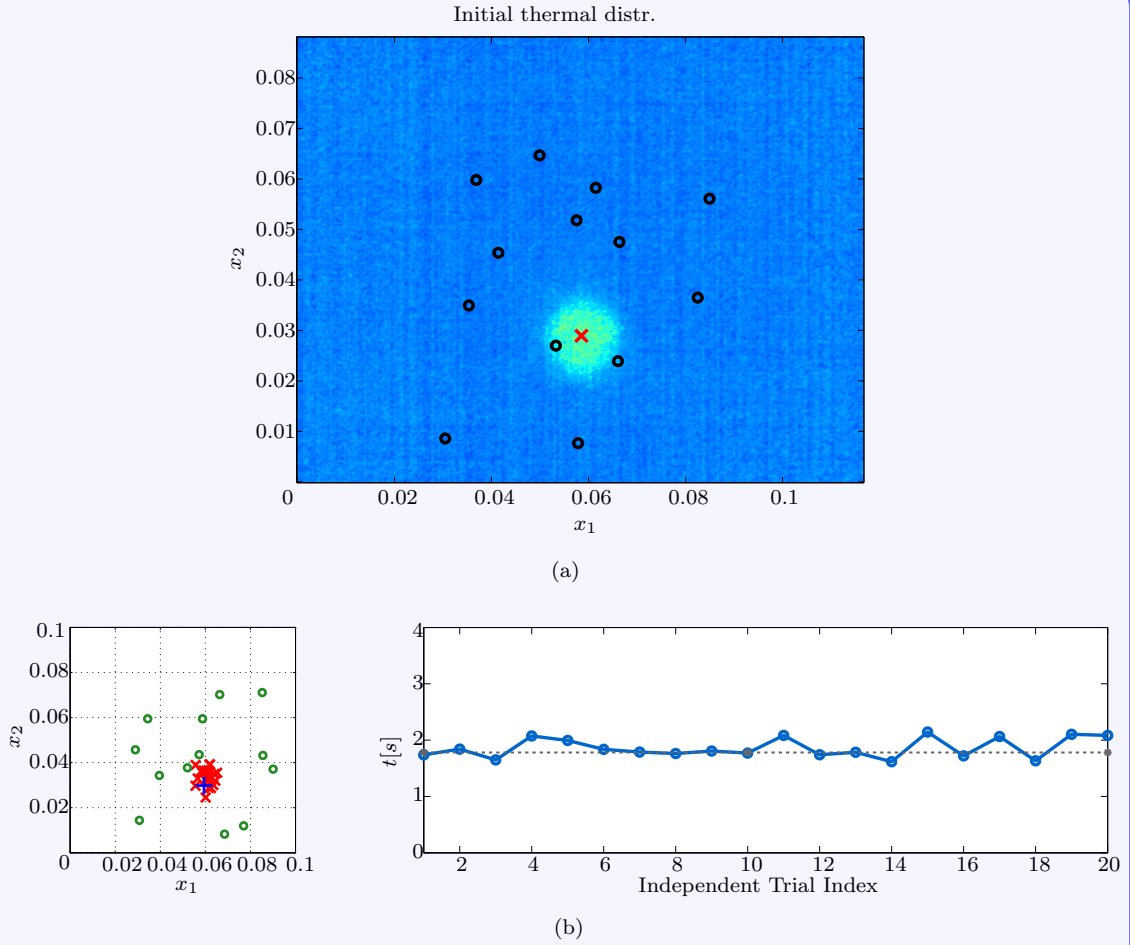 Initial thermal distr.
0.08
0.07
0.06
0.05
0.04
0.03
0.02
0.01
x2
0 0.02 0.04 0.06 0.08 0.1
x1
(a)
0.1
0.08
0.06
0.04
0.02
x2
0 0.02 0.04 0.06 0.08 0.1
x1
4
3
2
1
0
t[s]
2 4 6 8 10 12 14 16 18 20
Independent Trial Index
(b)